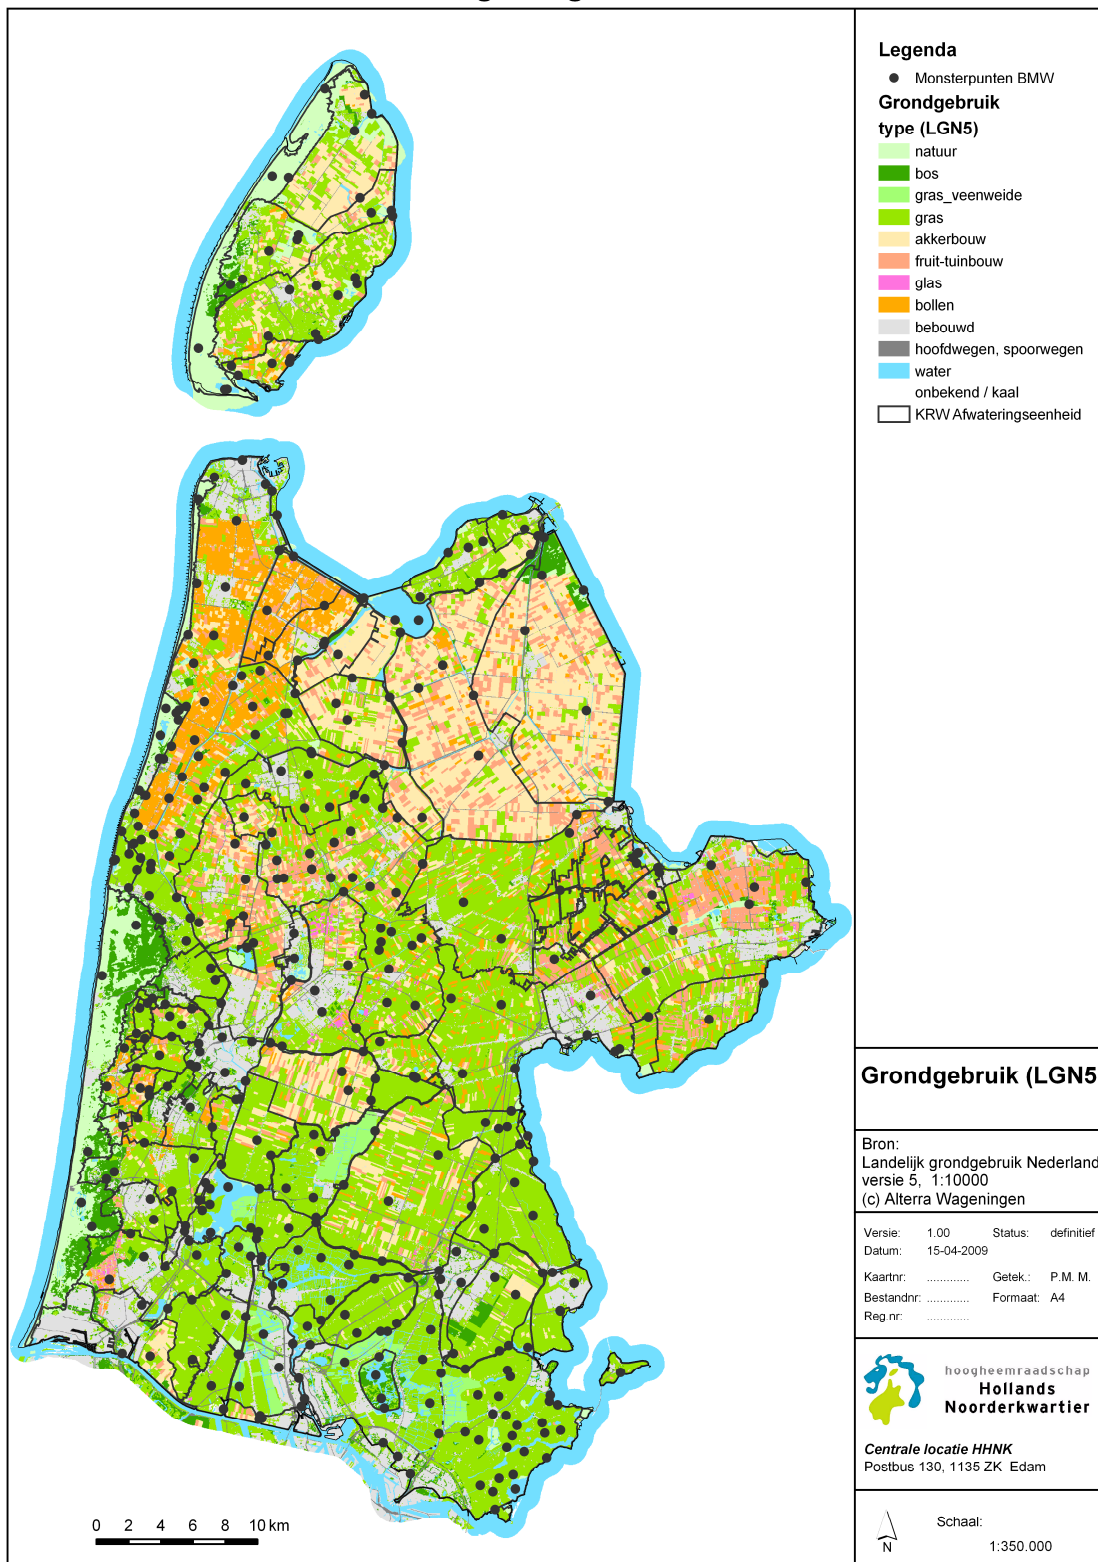 Legenda
Monsterpunten BMW
Grondgebruik
type (LGN5)
natuur
bos
gras_veenweide
gras
akkerbouw
fruit-tuinbouw
glas
bollen
bebouwd
hoofdwegen, spoorwegen
water
onbekend / kaal
KRW Afwateringseenheid
Grondgebruik (LGN5
Bron:
Landelijk grondgebruik Nederland
versie 5, 1:10000
(c) Alterra Wageningen
Versie: 1.00 Status: definitief
Datum: 15-04-2009
Kaartnr: ............. Getek.: P.M. M.
Bestandnr: ............. Formaat: A4
Reg.nr: .............
hoogheemraadschap
Hollands
Noorderkwartier
Centrale locatie HHNK
Postbus 130, 1135 ZK Edam
N
Schaal:
1:350.000
0 2 4 6 8 10 km